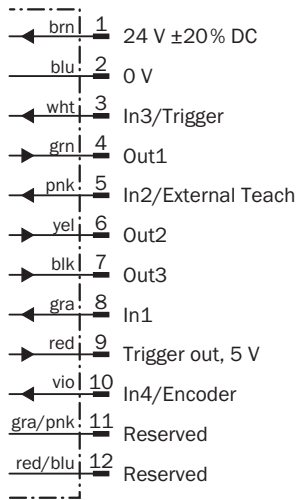 brn 1 24 V ±20% DC
blu 2 0 V
wht 3 In3/Trigger
grn 4 Out1
pnk 5 In2/External Teach
yel 6 Out2
blk 7 Out3
gra 8 In1
red 9 Trigger out, 5 V
vio 10 In4/Encoder
gra/pnk 11 Reserved
red/blu 12 Reserved